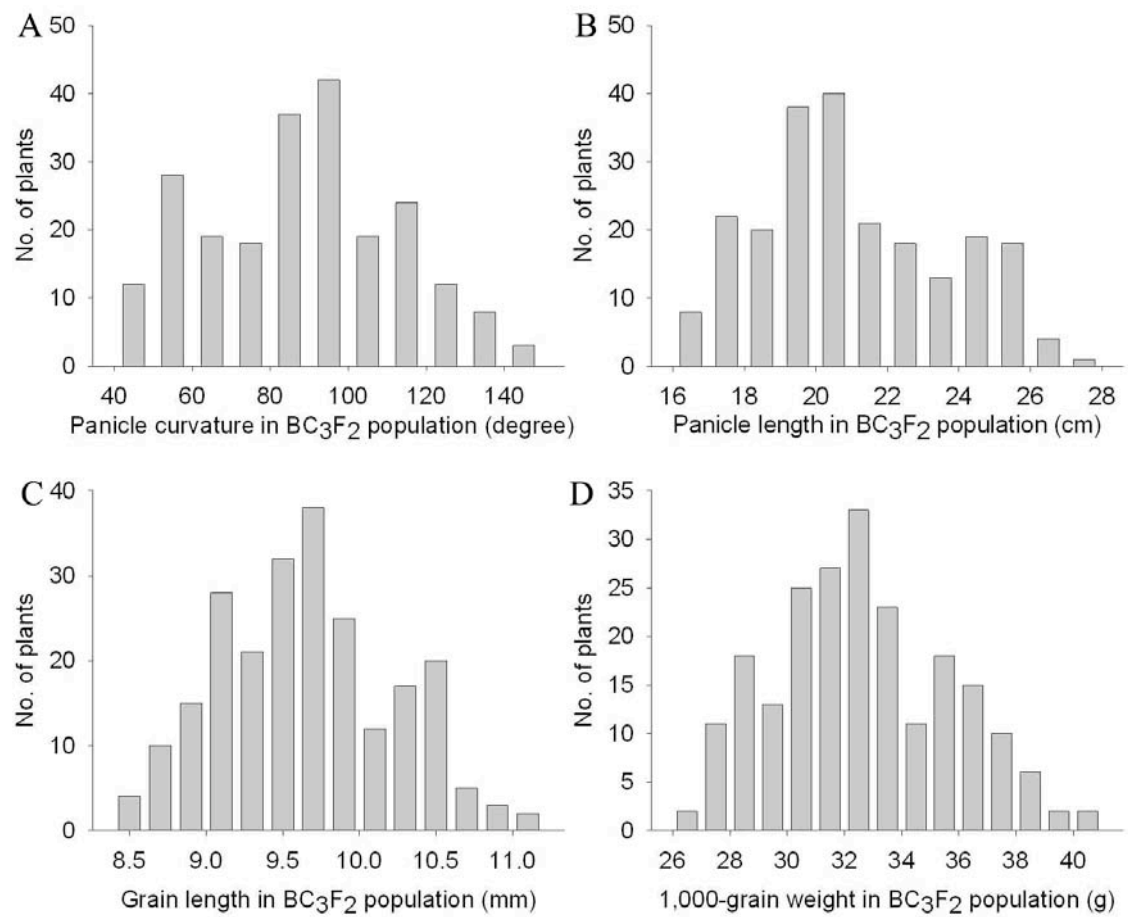 A
50
40
30
20
10
0
No. of plants
40 60 80 100 120 140
Panicle curvature in BC3F2 population (degree)
B
50
40
30
20
10
0
No. of plants
16 18 20 22 24 26 28
Panicle length in BC3F2 population (cm)
C
40
30
20
10
0
No. of plants
8.5 9.0 9.5 10.0 10.5 11.0
Grain length in BC3F2 population (mm)
D
35
30
25
20
15
10
5
0
No. of plants
26 28 30 32 34 36 38 40
1,000-grain weight in BC3F2 population (g)